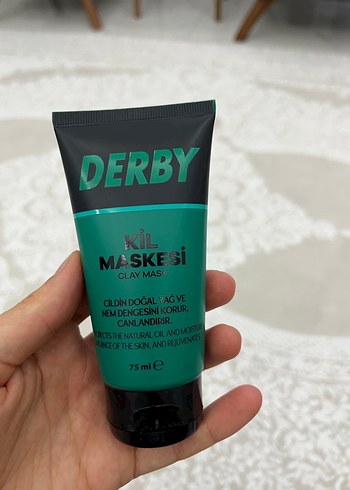 DERBY
KİL
MASKESİ
CLAY MASK
CİLDİN DOĞAL YAĞ VE
NEM DENGESİNİ KORUR,
CANLANDIRIR.
THE NATURAL OIL AND
OF THE SKIN, AND REJUVENATES
75 ml ℮